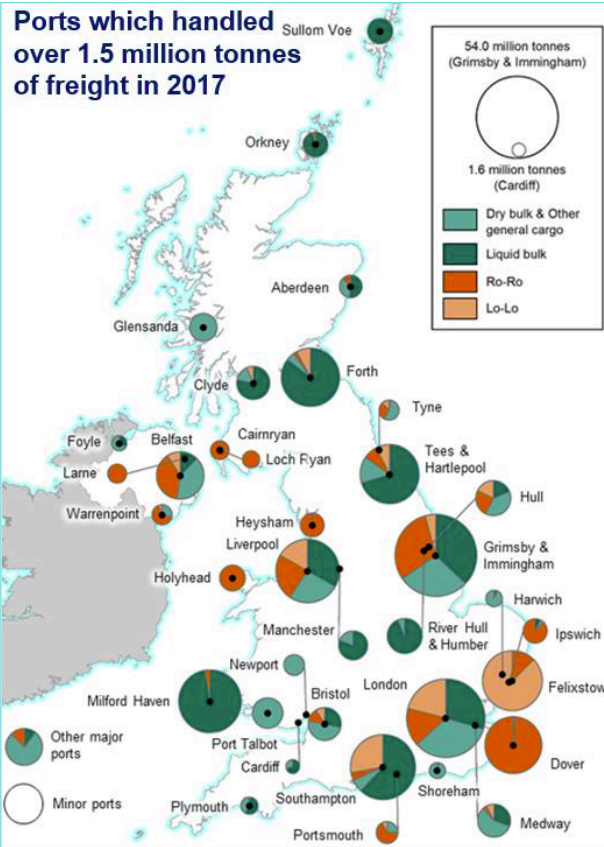 Ports which handled
over 1.5 million tonnes
of freight in 2017
Sullom Voe
54.0 million tonnes
(Grimsby & Immingham)
1.6 million tonnes
(Cardiff)
Dry bulk & Other
general cargo
Liquid bulk
Ro-Ro
Lo-Lo
Orkney
Aberdeen
Glensanda
Clyde
Forth
Tyne
Foyle
Belfast
Cairnryan
Larne
Loch Ryan
Tees &
Hartlepool
Warrenpoint
Hull
Heysham
Liverpool
Grimsby &
Immingham
Holyhead
Harwich
Manchester
River Hull
& Humber
Ipswich
Newport
Milford Haven
Bristol
London
Felixstow
Port Talbot
Other major
ports
Cardiff
Dover
Shoreham
Minor ports
Plymouth
Southampton
Portsmouth
Medway